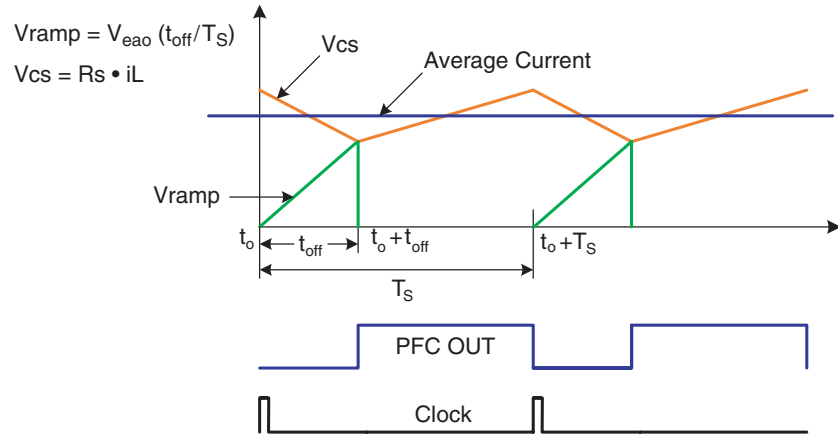 Vramp = Veao (toff/TS)
Vcs = Rs • iL
Vcs
Average Current
Vramp
to
toff
to + toff
to + TS
TS
PFC OUT
Clock